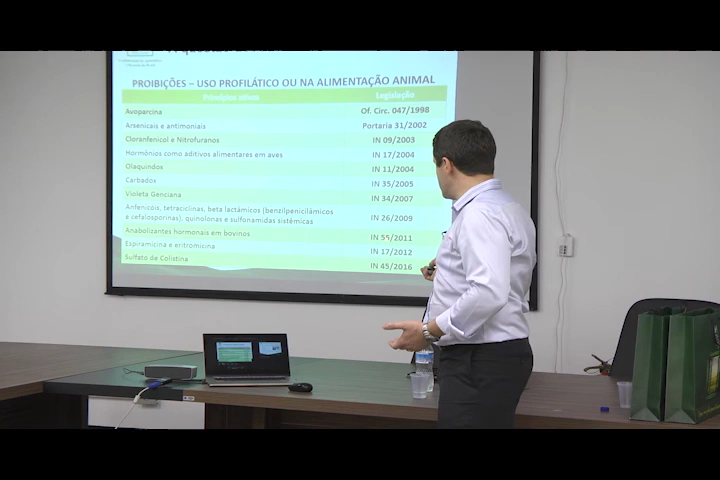 PROIBIÇÕES – USO PROFILÁTICO OU NA ALIMENTAÇÃO ANIMAL
Princípios ativos Legislação
Avoparcina Of. Circ. 047/1998
Arsenicais e antimoniais Portaria 31/2002
Cloranfenicol e Nitrofuranos IN 09/2003
Hormônios como aditivos alimentares em aves IN 17/2004
Olaquindox IN 11/2004
Carbadox IN 35/2005
Violeta Genciana IN 34/2007
Anfenicóis, tetraciclinas, beta lactâmicos (benzilpenicilâmicos
e cefalosporinas), quinolonas e sulfonamidas sistêmicas IN 26/2009
Anabolizantes hormonais em bovinos IN 55/2011
Espiramicina e eritromicina IN 17/2012
Sulfato de Colistina IN 45/2016